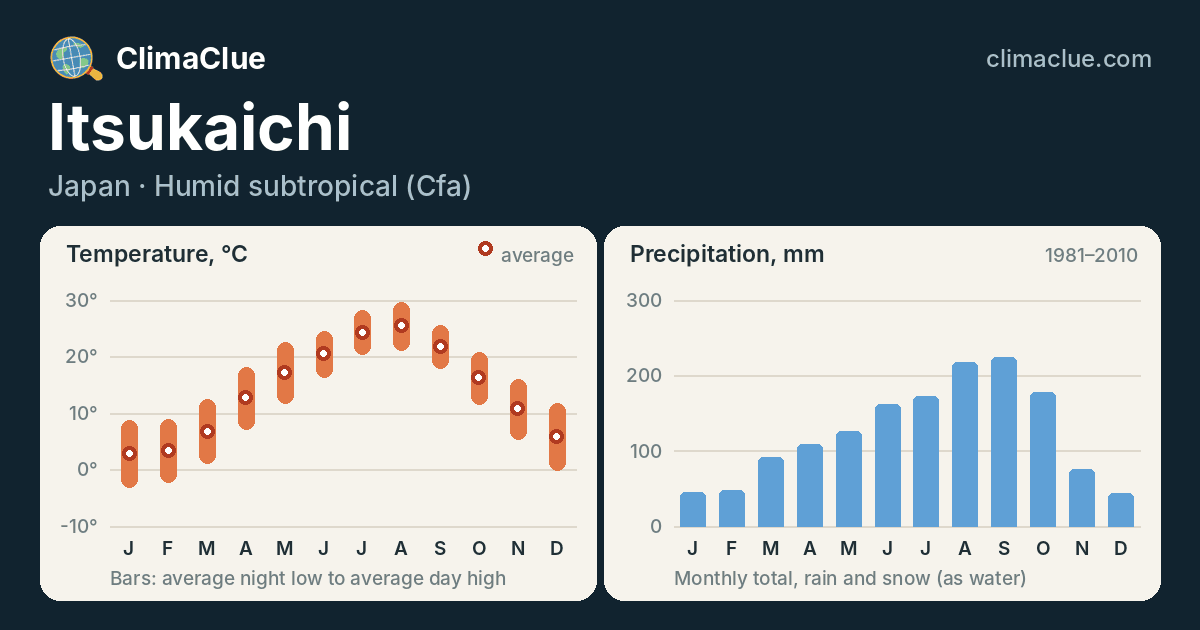 ClimaClue
climaclue.com
Itsukaichi
Japan · Humid subtropical (Cfa)
Temperature, °C
average
30°
20°
10°
0°
-10°
J F M A M J J A S O N D
Bars: average night low to average day high
Precipitation, mm
1981–2010
300
200
100
0
J F M A M J J A S O N D
Monthly total, rain and snow (as water)